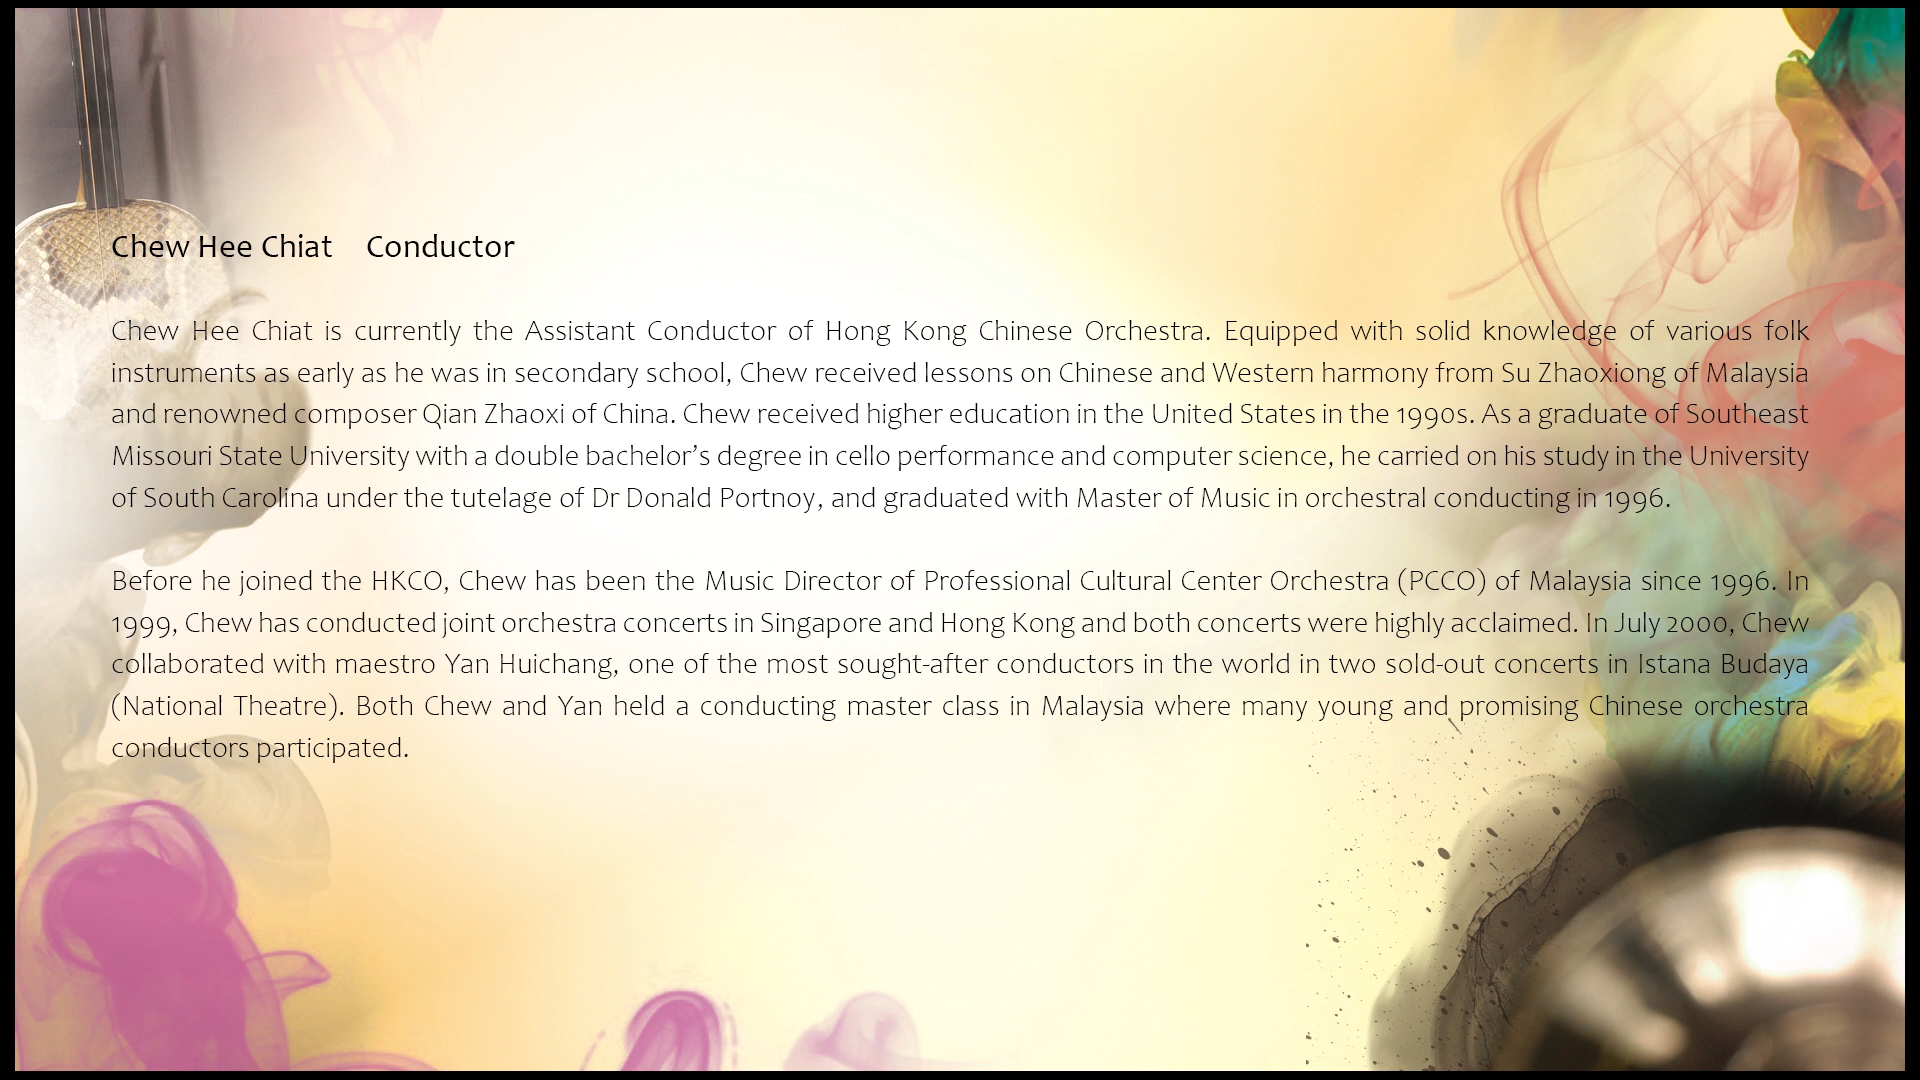 Chew Hee Chiat Conductor
Chew Hee Chiat is currently the Assistant Conductor of Hong Kong Chinese Orchestra. Equipped with solid knowledge of various folk
instruments as early as he was in secondary school, Chew received lessons on Chinese and Western harmony from Su Zhaoxiong of Malaysia
and renowned composer Qian Zhaoxi of China. Chew received higher education in the United States in the 1990s. As a graduate of Southeast
Missouri State University with a double bachelor’s degree in cello performance and computer science, he carried on his study in the University
of South Carolina under the tutelage of Dr Donald Portnoy, and graduated with Master of Music in orchestral conducting in 1996.
Before he joined the HKCO, Chew has been the Music Director of Professional Cultural Center Orchestra (PCCO) of Malaysia since 1996. In
1999, Chew has conducted joint orchestra concerts in Singapore and Hong Kong and both concerts were highly acclaimed. In July 2000, Chew
collaborated with maestro Yan Huichang, one of the most sought-after conductors in the world in two sold-out concerts in Istana Budaya
(National Theatre). Both Chew and Yan held a conducting master class in Malaysia where many young and promising Chinese orchestra
conductors participated.